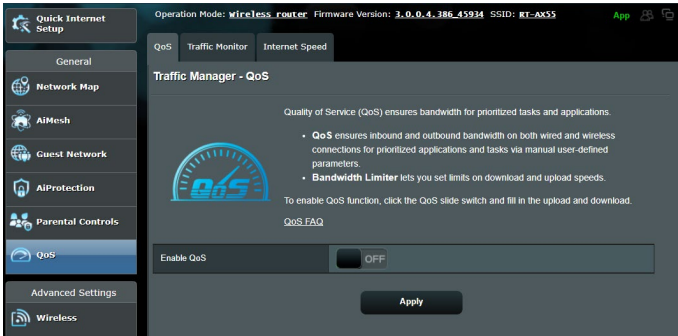 Quick Internet
Setup
Operation Mode: Wireless router Firmware Version: 3.0.0.4.386_45934 SSID: RT-AX55
App
QoS Traffic Monitor Internet Speed
General
Traffic Manager - QoS
Network Map
Quality of Service (QoS) ensures bandwidth for prioritized tasks and applications.
AiMesh
• QoS ensures inbound and outbound bandwidth on both wired and wireless
connections for prioritized applications and tasks via manual user-defined
parameters.
Guest Network
• Bandwidth Limiter lets you set limits on download and upload speeds.
AiProtection
QoS
To enable QoS function, click the QoS slide switch and fill in the upload and download.
Parental Controls
QoS FAQ
QoS
Enable QoS OFF
Advanced Settings
Apply
Wireless